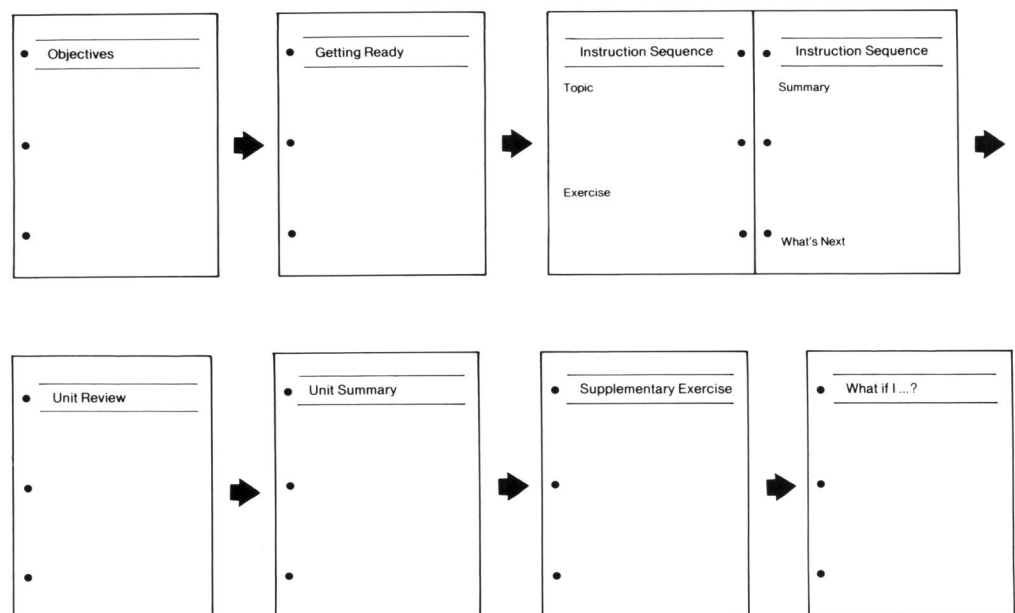 Objectives
Getting Ready
Instruction Sequence
Topic
Exercise
Instruction Sequence
Summary
What's Next
Unit Review
Unit Summary
Supplementary Exercise
What if I ...?